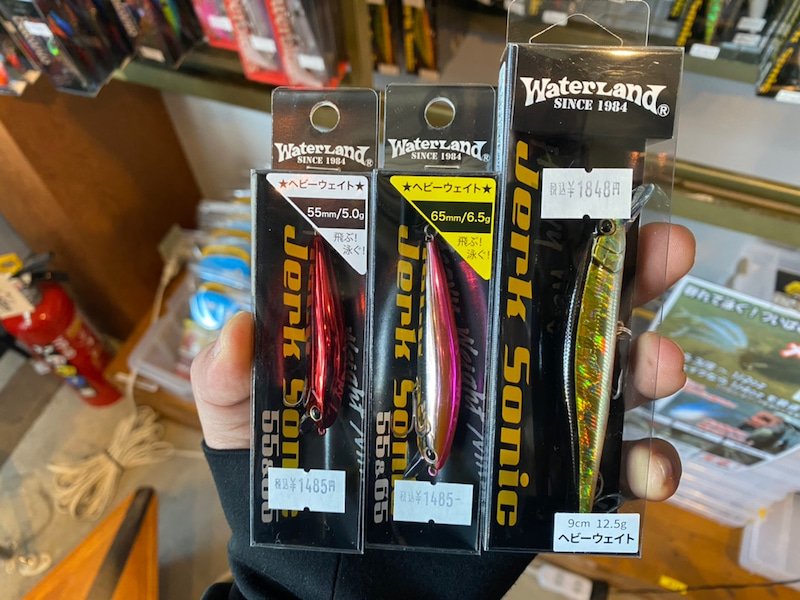 WaterLand®
SINCE 1984
★ヘビーウェイト★
55mm/5.0g
飛ぶ!
泳ぐ!
Jerk Sonic
55&65
税込¥1485円
WaterLand®
SINCE 1984
★ヘビーウェイト★
65mm/6.5g
飛ぶ!
泳ぐ!
Jerk Sonic
55&65
税込¥1485-
WaterLand®
SINCE 1984
税込¥1848円
Jerk Sonic
9cm 12.5g
ヘビーウェイト